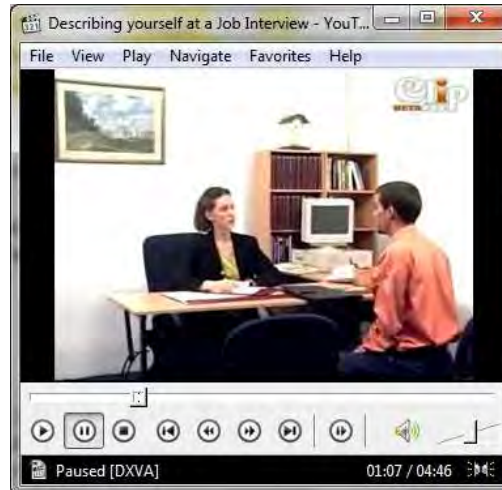 Describing yourself at a Job Interview - YouT...
File View Play Navigate Favorites Help
Paused [DXVA] 01:07 / 04:46